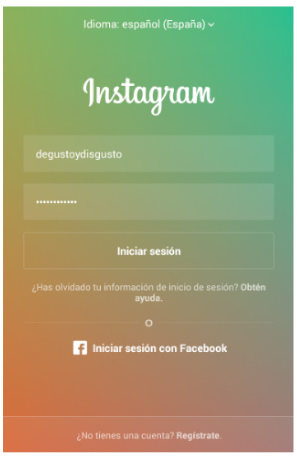 Idioma: español (España)
Instagram
degustoydisgusto
............
Iniciar sesión
¿Has olvidado tu información de inicio de sesión? Obtén
ayuda.
O
Iniciar sesión con Facebook
¿No tienes una cuenta? Regístrate.